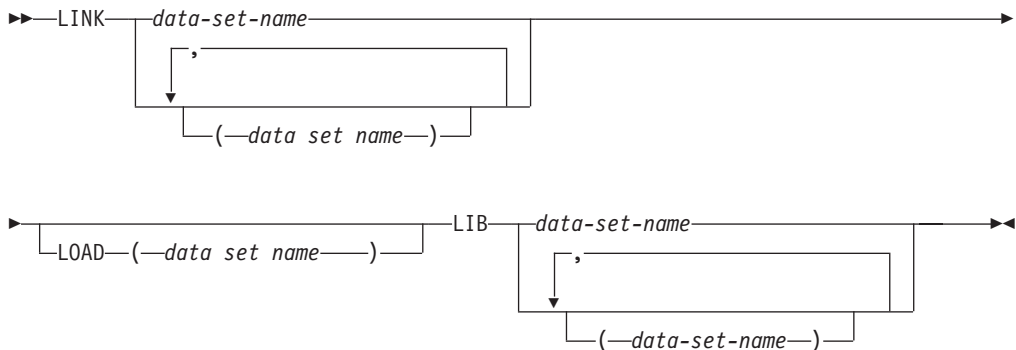 LINK data-set-name
,
( data set name )
LIB data-set-name
LOAD ( data set name ) ,
( data-set-name )